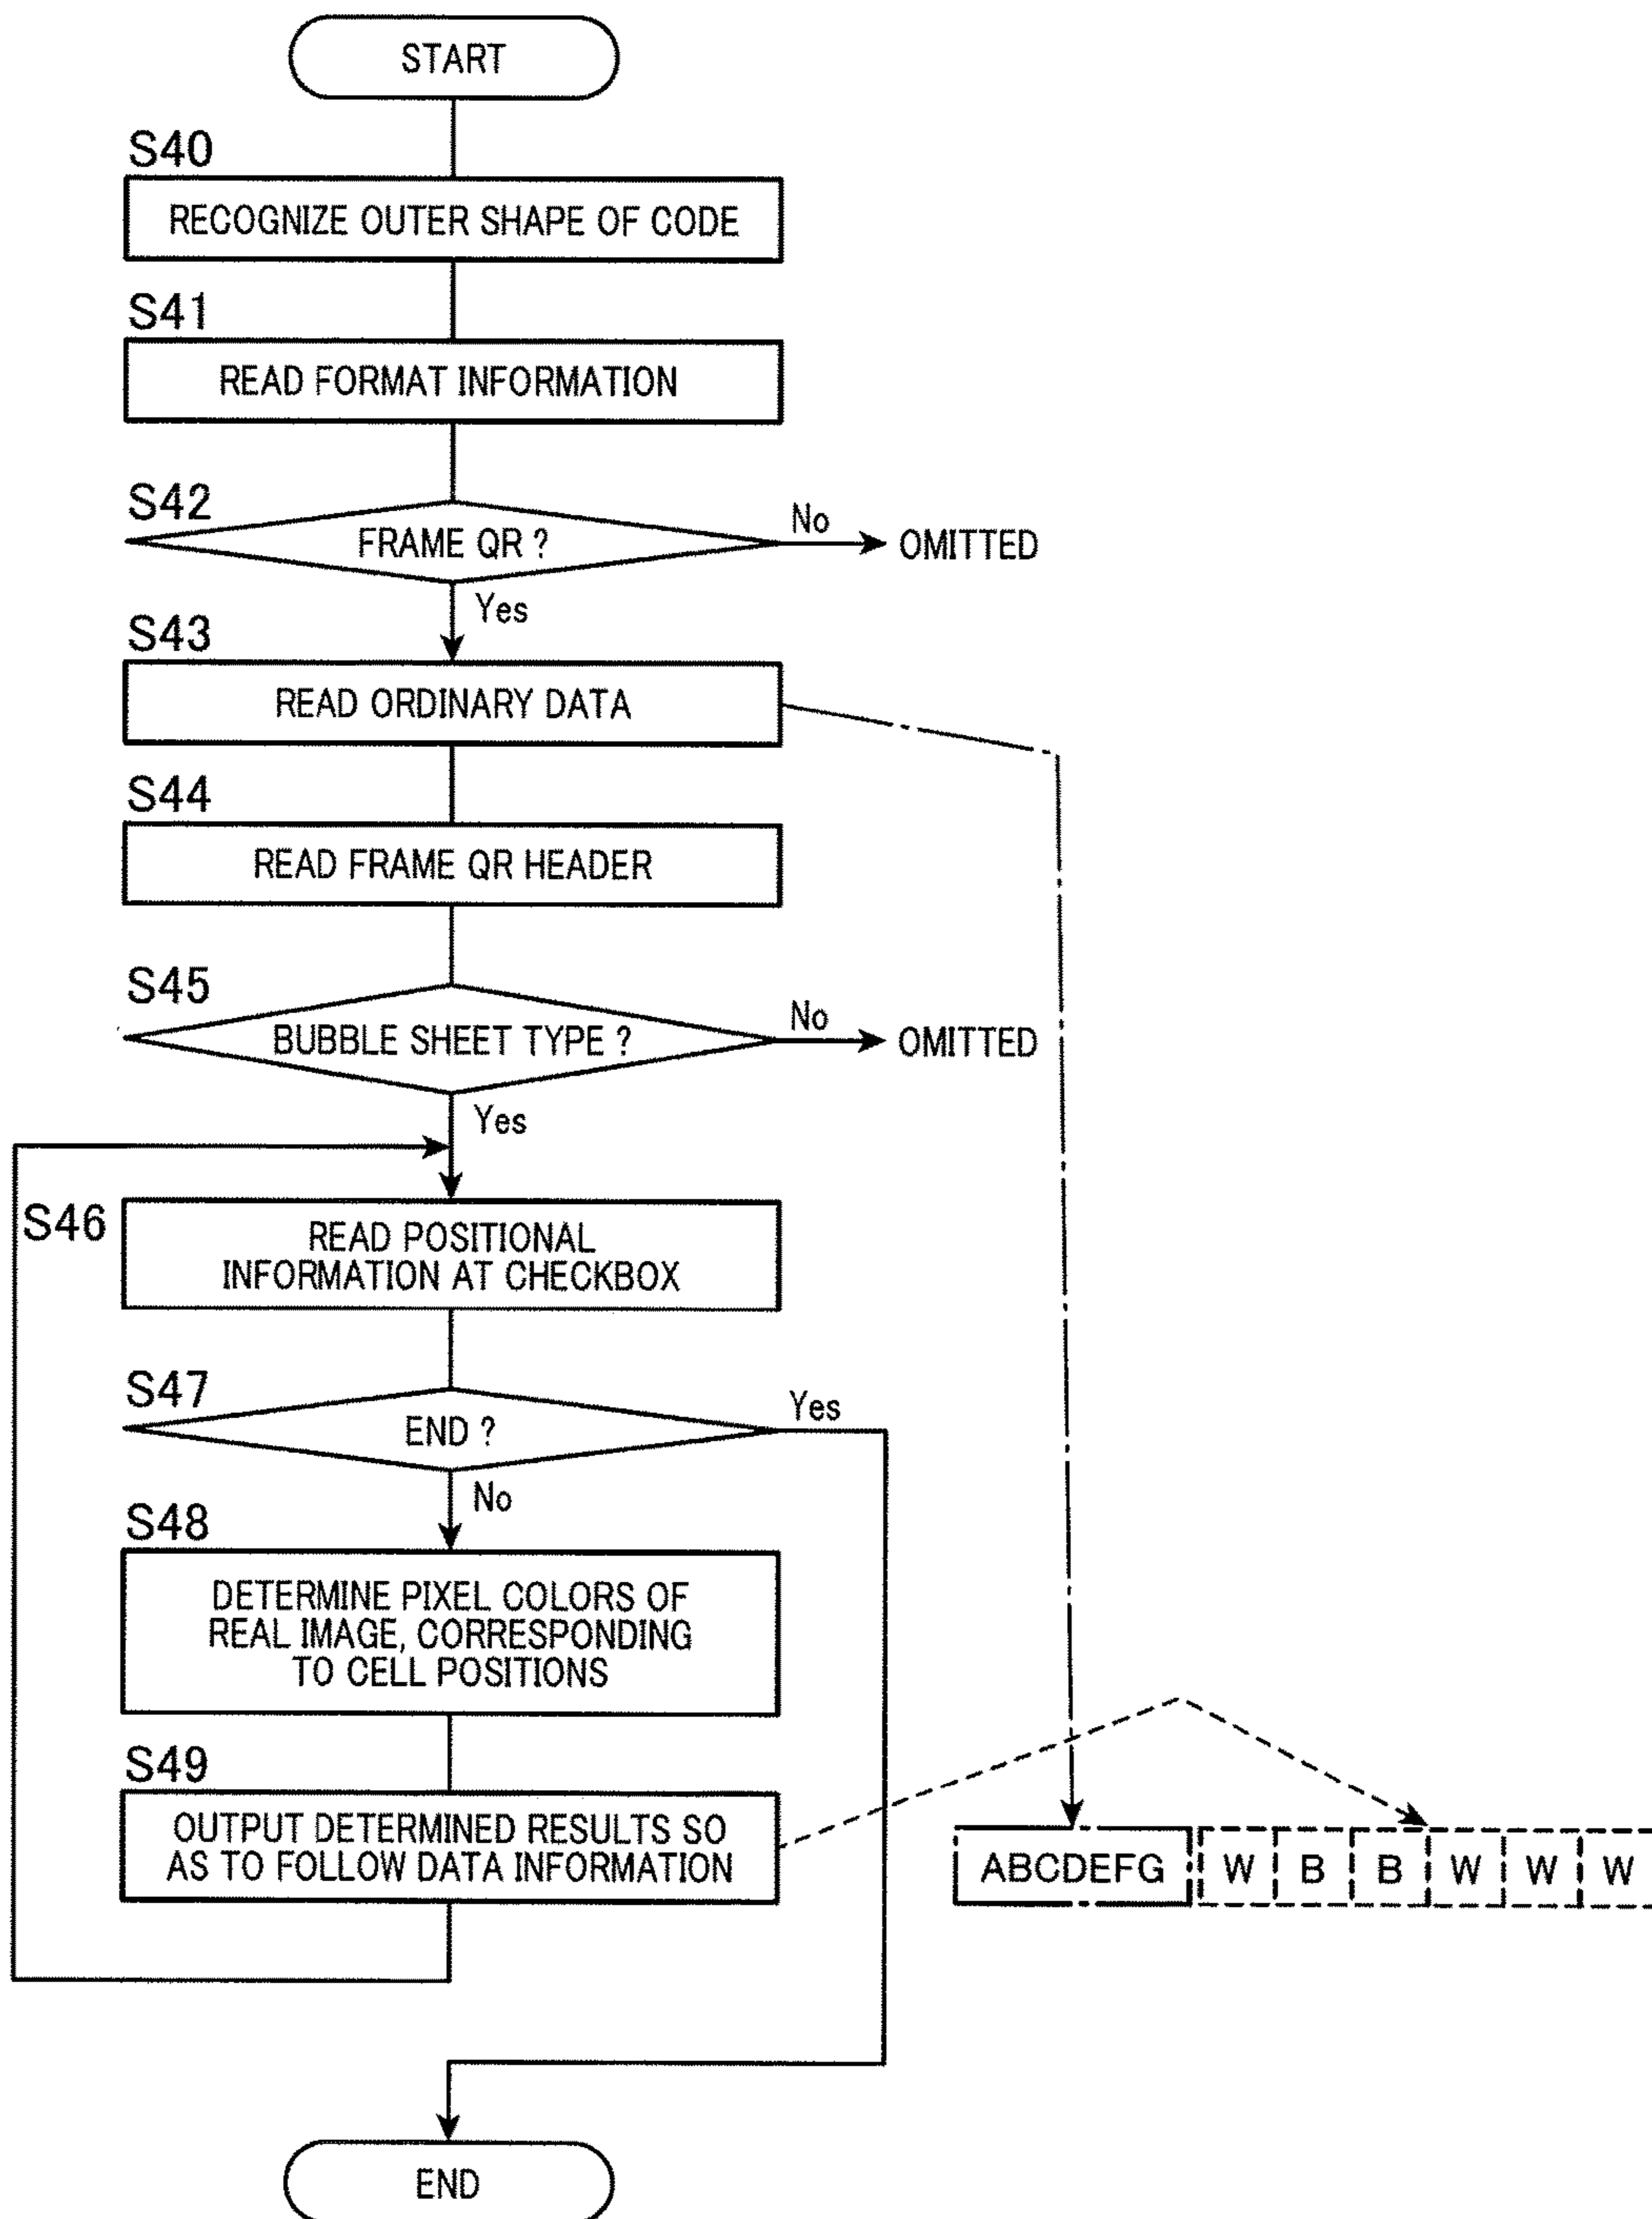 START
S40
RECOGNIZE OUTER SHAPE OF CODE
S41
READ FORMAT INFORMATION
S42
FRAME QR ?
No
OMITTED
Yes
S43
READ ORDINARY DATA
S44
READ FRAME QR HEADER
S45
BUBBLE SHEET TYPE ?
No
OMITTED
Yes
S46
READ POSITIONAL
INFORMATION AT CHECKBOX
S47
END ?
Yes
No
S48
DETERMINE PIXEL COLORS OF
REAL IMAGE, CORRESPONDING
TO CELL POSITIONS
S49
OUTPUT DETERMINED RESULTS SO
AS TO FOLLOW DATA INFORMATION
ABCDEFG W B B W W W
END